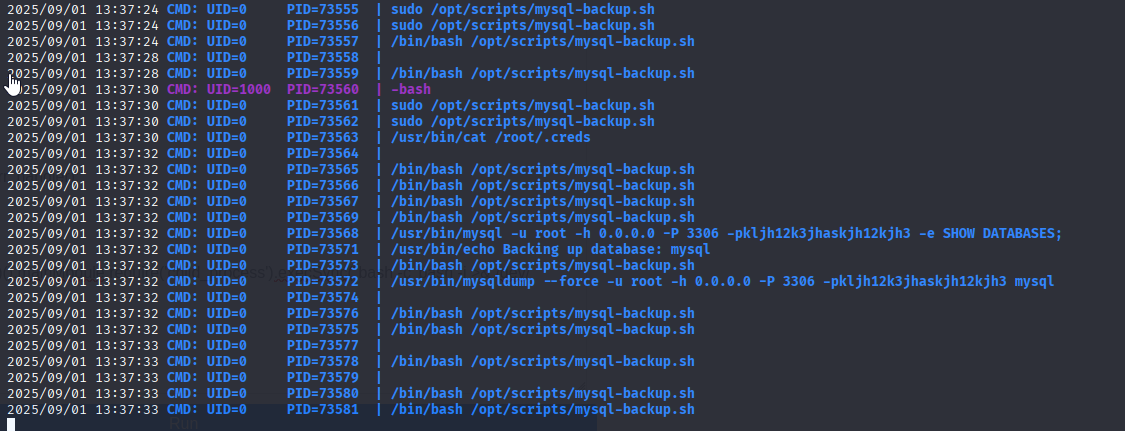 2025/09/01 13:37:24 CMD: UID=0 PID=73555 | sudo /opt/scripts/mysql-backup.sh
2025/09/01 13:37:24 CMD: UID=0 PID=73556 | sudo /opt/scripts/mysql-backup.sh
2025/09/01 13:37:24 CMD: UID=0 PID=73557 | /bin/bash /opt/scripts/mysql-backup.sh
2025/09/01 13:37:28 CMD: UID=0 PID=73558 |
2025/09/01 13:37:28 CMD: UID=0 PID=73559 | /bin/bash /opt/scripts/mysql-backup.sh
2025/09/01 13:37:30 CMD: UID=1000 PID=73560 | -bash
2025/09/01 13:37:30 CMD: UID=0 PID=73561 | sudo /opt/scripts/mysql-backup.sh
2025/09/01 13:37:30 CMD: UID=0 PID=73562 | sudo /opt/scripts/mysql-backup.sh
2025/09/01 13:37:30 CMD: UID=0 PID=73563 | /usr/bin/cat /root/.creds
2025/09/01 13:37:32 CMD: UID=0 PID=73564 |
2025/09/01 13:37:32 CMD: UID=0 PID=73565 | /bin/bash /opt/scripts/mysql-backup.sh
2025/09/01 13:37:32 CMD: UID=0 PID=73566 | /bin/bash /opt/scripts/mysql-backup.sh
2025/09/01 13:37:32 CMD: UID=0 PID=73567 | /bin/bash /opt/scripts/mysql-backup.sh
2025/09/01 13:37:32 CMD: UID=0 PID=73569 | /bin/bash /opt/scripts/mysql-backup.sh
2025/09/01 13:37:32 CMD: UID=0 PID=73568 | /usr/bin/mysql -u root -h 0.0.0.0 -P 3306 -pkljh12k3jhaskjh12kjh3 -e SHOW DATABASES;
2025/09/01 13:37:32 CMD: UID=0 PID=73571 | /usr/bin/echo Backing up database: mysql
2025/09/01 13:37:32 CMD: UID=0 PID=73573 | /bin/bash /opt/scripts/mysql-backup.sh
2025/09/01 13:37:32 CMD: UID=0 PID=73572 | /usr/bin/mysqldump --force -u root -h 0.0.0.0 -P 3306 -pkljh12k3jhaskjh12kjh3 mysql
2025/09/01 13:37:32 CMD: UID=0 PID=73574 |
2025/09/01 13:37:32 CMD: UID=0 PID=73576 | /bin/bash /opt/scripts/mysql-backup.sh
2025/09/01 13:37:32 CMD: UID=0 PID=73575 | /bin/bash /opt/scripts/mysql-backup.sh
2025/09/01 13:37:33 CMD: UID=0 PID=73577 |
2025/09/01 13:37:33 CMD: UID=0 PID=73578 | /bin/bash /opt/scripts/mysql-backup.sh
2025/09/01 13:37:33 CMD: UID=0 PID=73579 |
2025/09/01 13:37:33 CMD: UID=0 PID=73580 | /bin/bash /opt/scripts/mysql-backup.sh
2025/09/01 13:37:33 CMD: UID=0 PID=73581 | /bin/bash /opt/scripts/mysql-backup.sh
Run